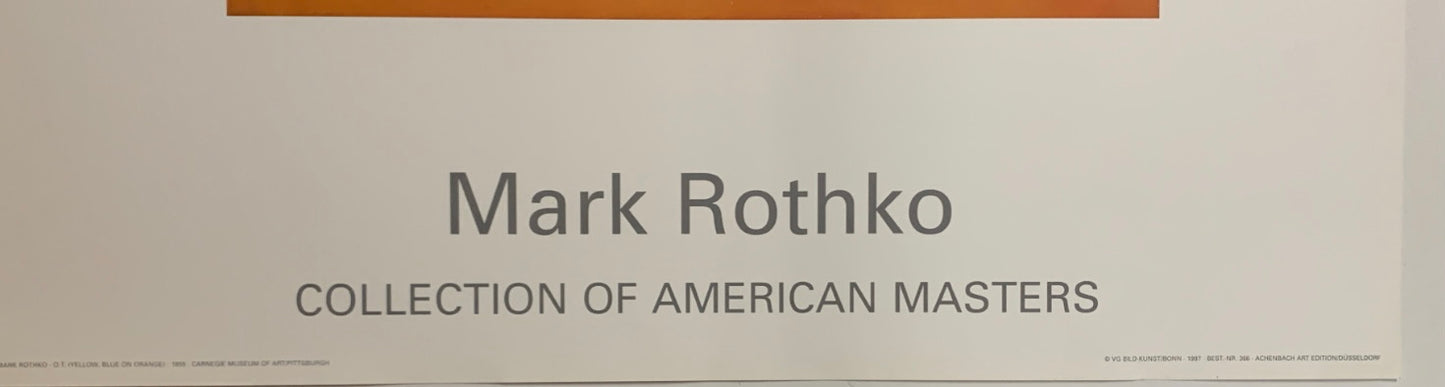 Mark Rothko
COLLECTION OF AMERICAN MASTERS
MARK ROTHKO · O.T. (YELLOW, BLUE ON ORANGE) · 1955 · CARNEGIE MUSEUM OF ART/PITTSBURGH
© VG BILD-KUNST/BONN · 1997 · BEST.-NR. 366 · ACHENBACH ART EDITION/DÜSSELDORF